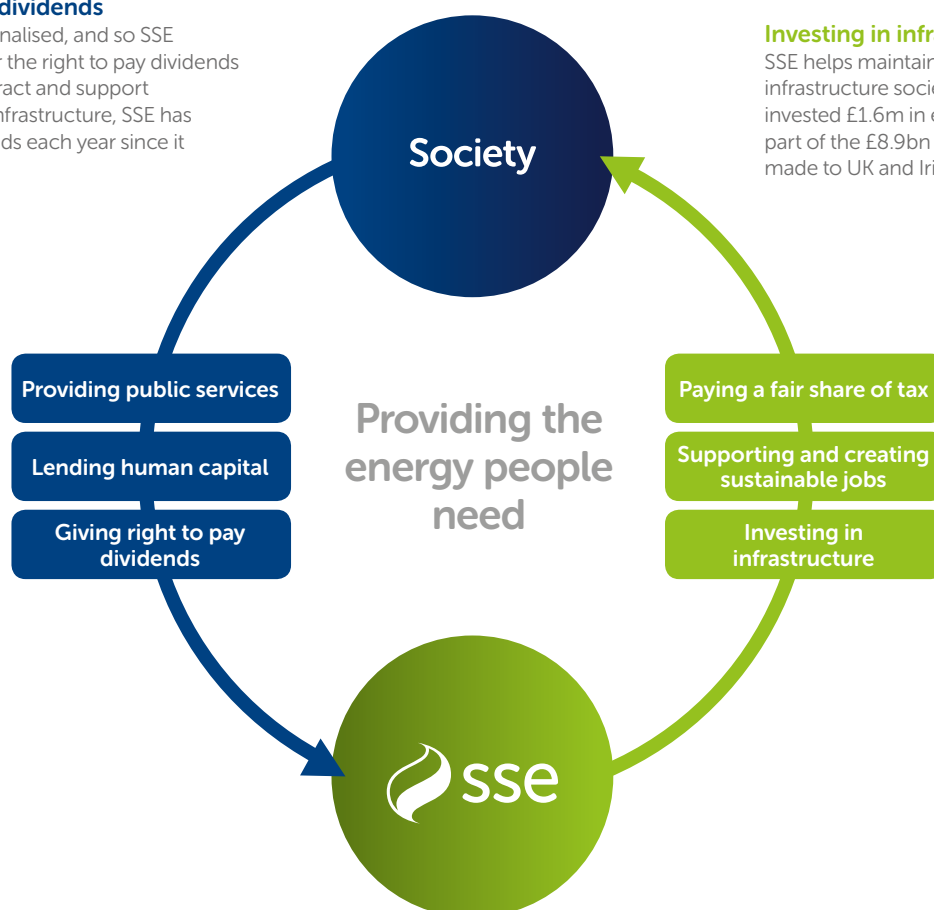 dividends
nalised, and so SSE
the right to pay dividends
ract and support
nfrastructure, SSE has
ds each year since it
Investing in infr
SSE helps maintain
infrastructure socie
invested £1.6m in e
part of the £8.9bn
made to UK and Iri
Society
Providing public services
Lending human capital
Giving right to pay
dividends
Providing the
energy people
need
Paying a fair share of tax
Supporting and creating
sustainable jobs
Investing in
infrastructure
sse